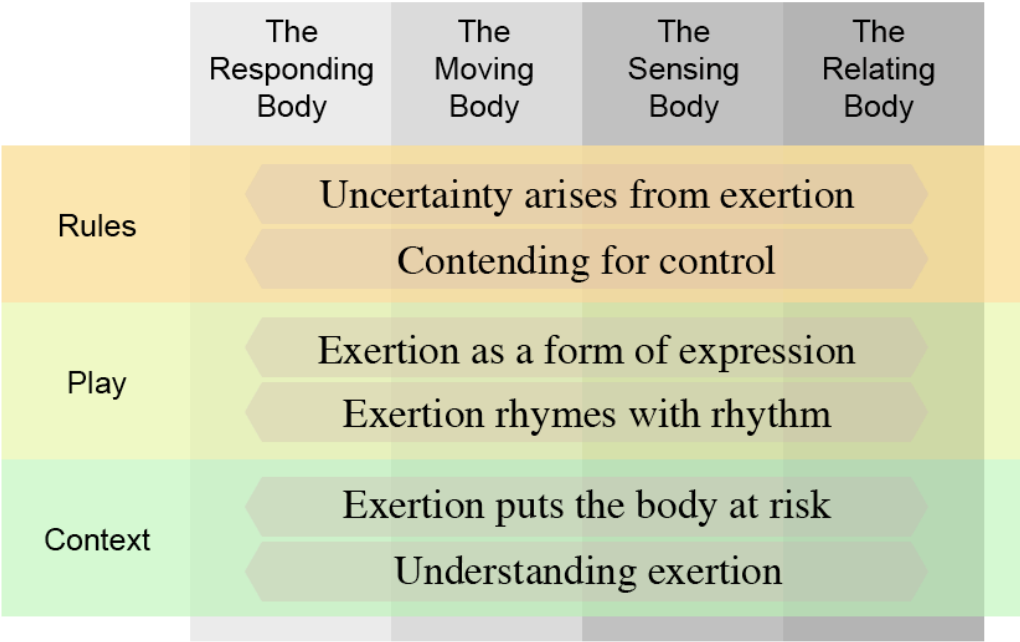 The
Responding
Body
The
Moving
Body
The
Sensing
Body
The
Relating
Body
Rules
Uncertainty arises from exertion
Contending for control
Play
Exertion as a form of expression
Exertion rhymes with rhythm
Context
Exertion puts the body at risk
Understanding exertion